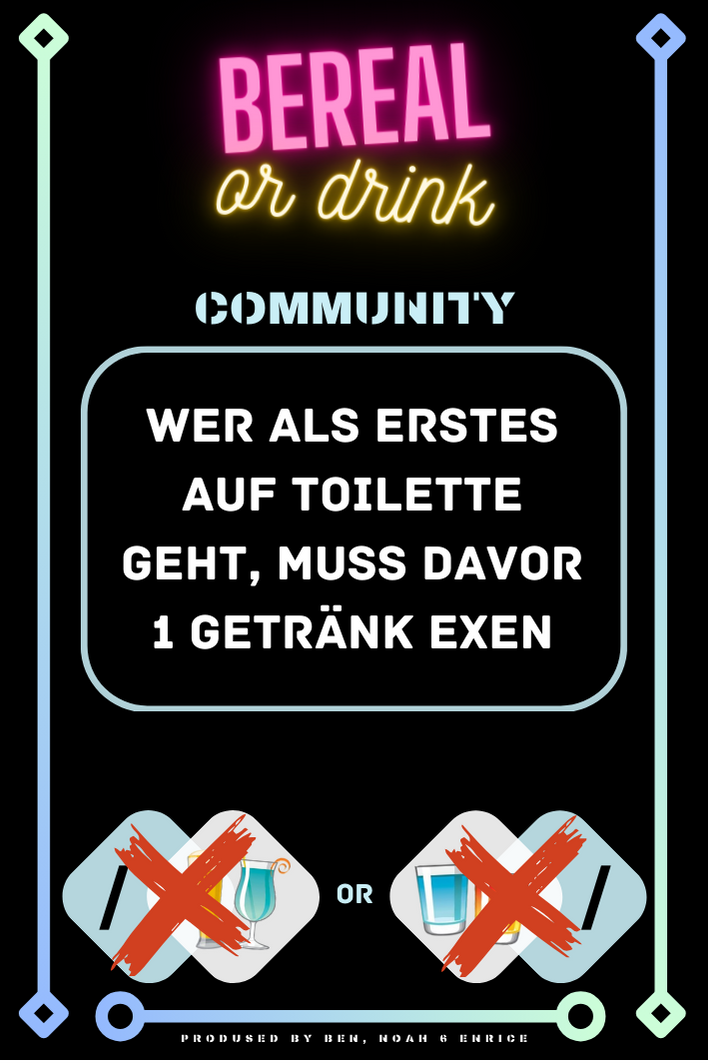 BEREAL
or drink
COMMUNITY
WER ALS ERSTES
AUF TOILETTE
GEHT, MUSS DAVOR
1 GETRÄNK EXEN
/ OR /
PRODUSED BY BEN, NOAH & ENRICE